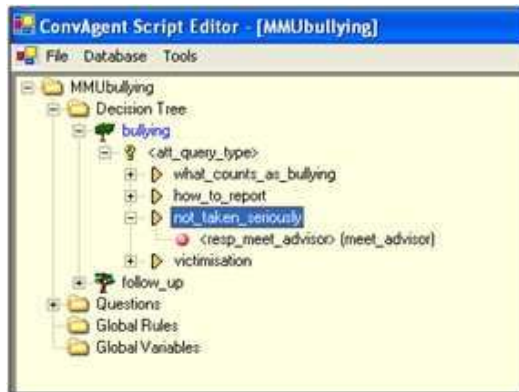 ConvAgent Script Editor - [MMUbullying]
File Database Tools
MMUbullying
Decision Tree
bullying
<att_query_type>
what_counts_as_bullying
how_to_report
not_taken_seriously
<resp_meet_advisor> (meet_advisor)
victimisation
follow_up
Questions
Global Rules
Global Variables